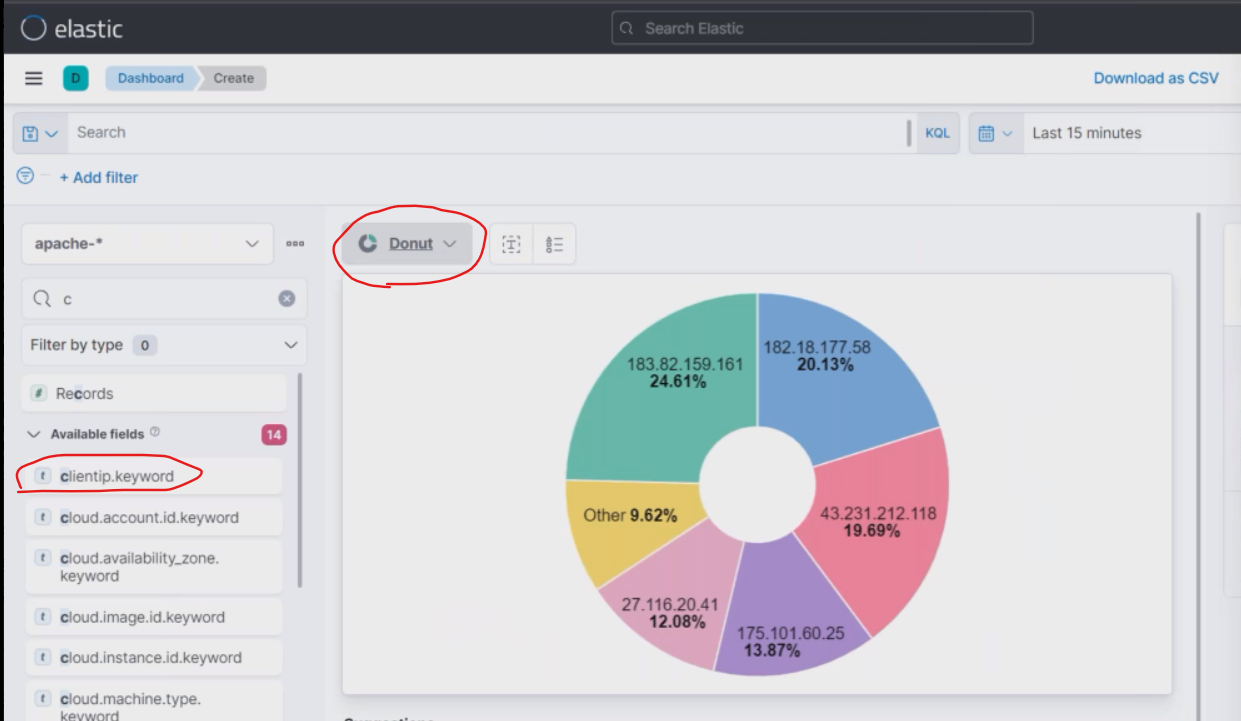 elastic
Search Elastic
D
Dashboard
Create
Download as CSV
Search
KQL
Last 15 minutes
+ Add filter
apache-*
Donut
c
Filter by type 0
# Records
Available fields
14
t clientip.keyword
t cloud.account.id.keyword
t cloud.availability_zone.
keyword
t cloud.image.id.keyword
t cloud.instance.id.keyword
t cloud.machine.type.
keyword
182.18.177.58
20.13%
183.82.159.161
24.61%
Other 9.62%
43.231.212.118
19.69%
27.116.20.41
12.08%
175.101.60.25
13.87%
Suggestions